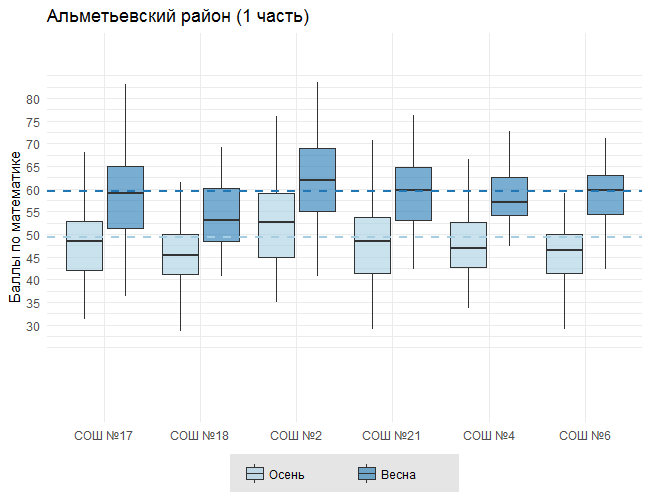 Альметьевский район (1 часть)
Баллы по математике
80
75
70
65
60
55
50
45
40
35
30
СОШ №17 СОШ №18 СОШ №2 СОШ №21 СОШ №4 СОШ №6
Осень Весна